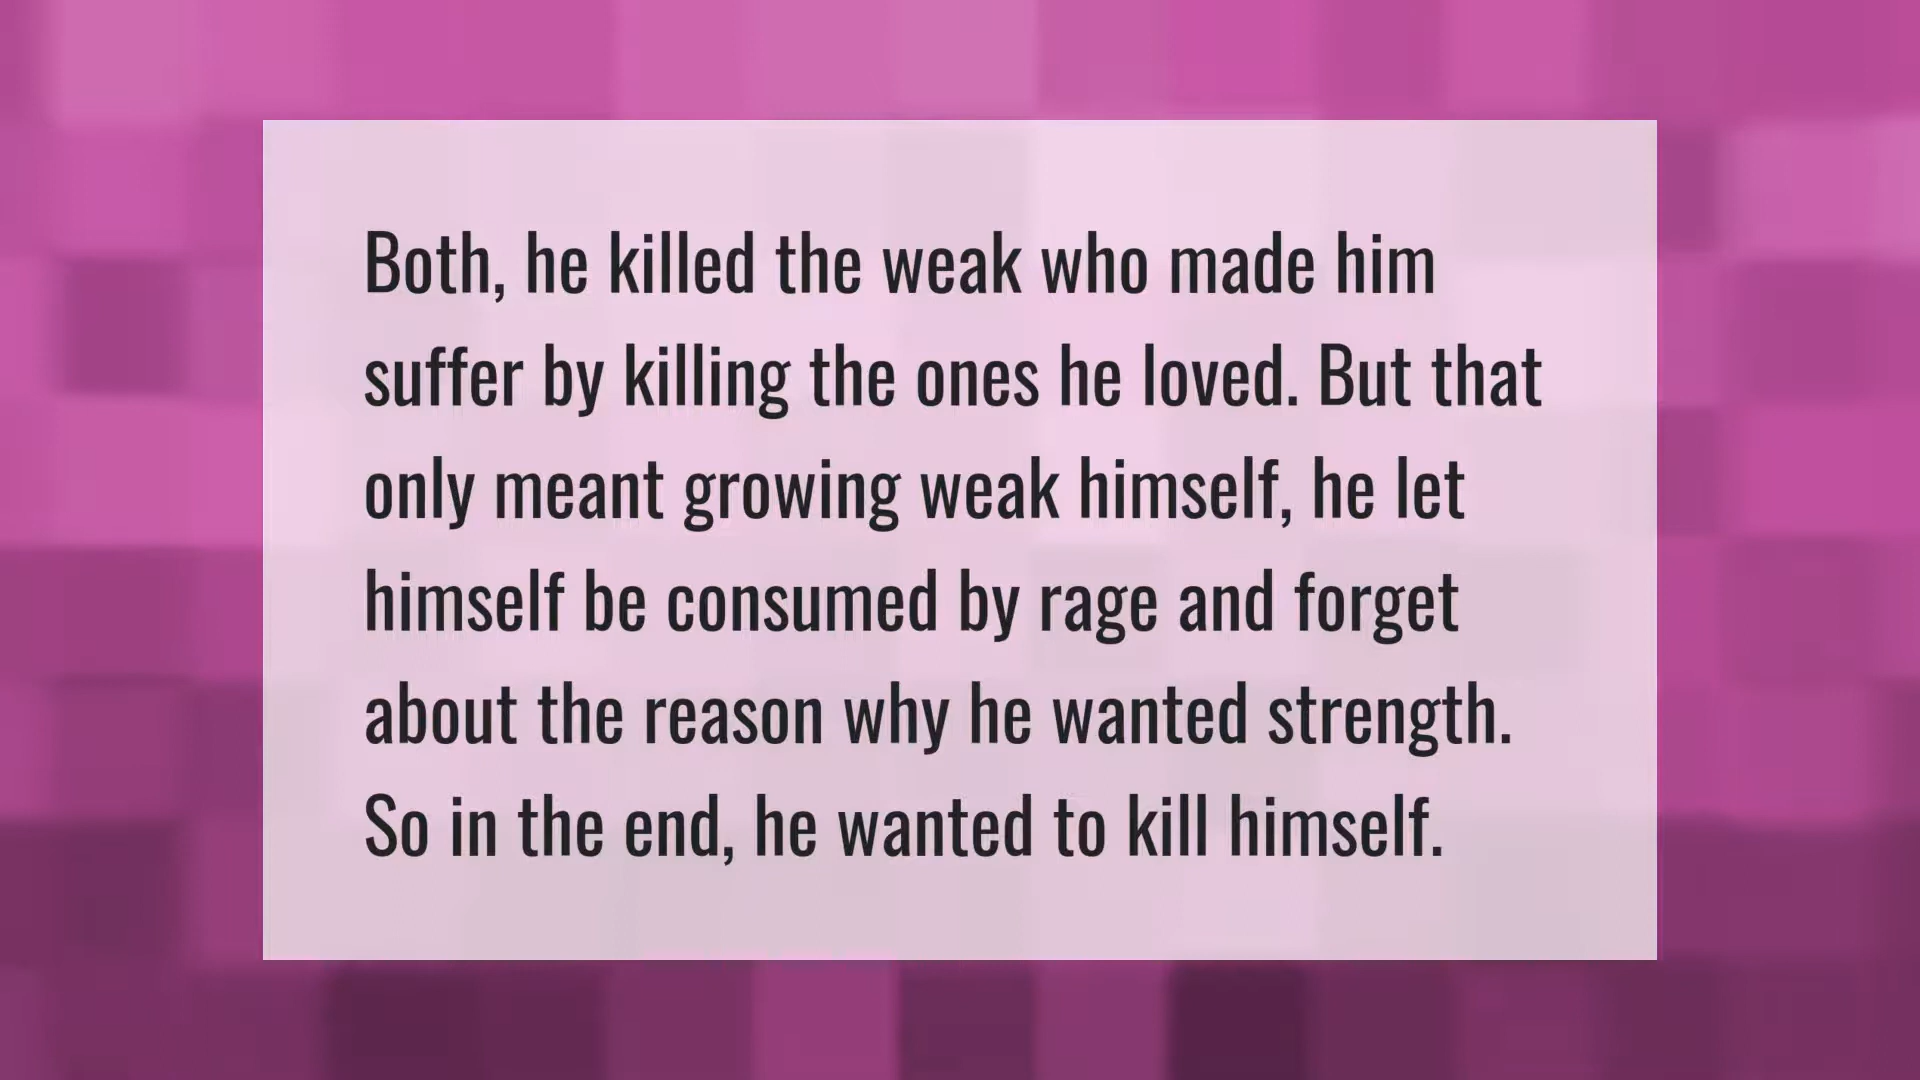 Both, he killed the weak who made him
suffer by killing the ones he loved. But that
only meant growing weak himself, he let
himself be consumed by rage and forget
about the reason why he wanted strength.
So in the end, he wanted to kill himself.